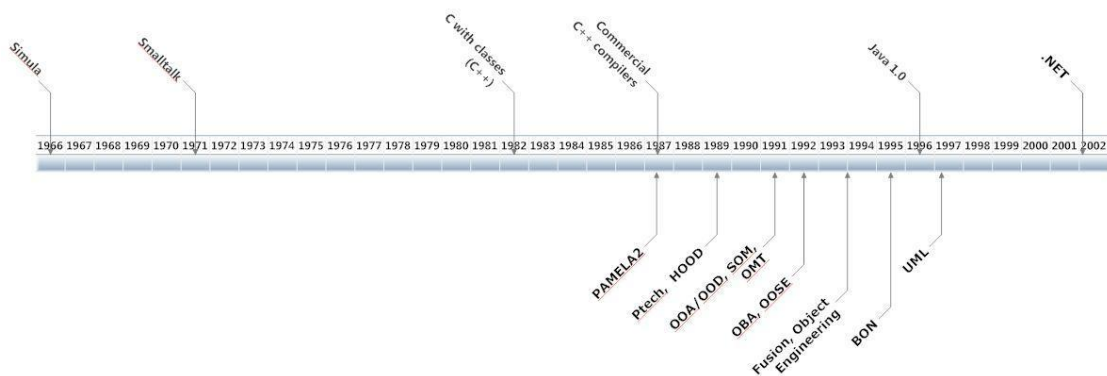 Simula
Smalltalk
C with classes
(C++)
Commercial
C++ compilers
Java 1.0
.NET
1966 1967 1968 1969 1970 1971 1972 1973 1974 1975 1976 1977 1978 1979 1980 1981 1982 1983 1984 1985 1986 1987 1988 1989 1990 1991 1992 1993 1994 1995 1996 1997 1998 1999 2000 2001 2002
PAMELA2
Ptech, HOOD
OOA/OOD, SOM,
OMT
OBA, OOSE
Fusion, Object
Engineering
BON
UML